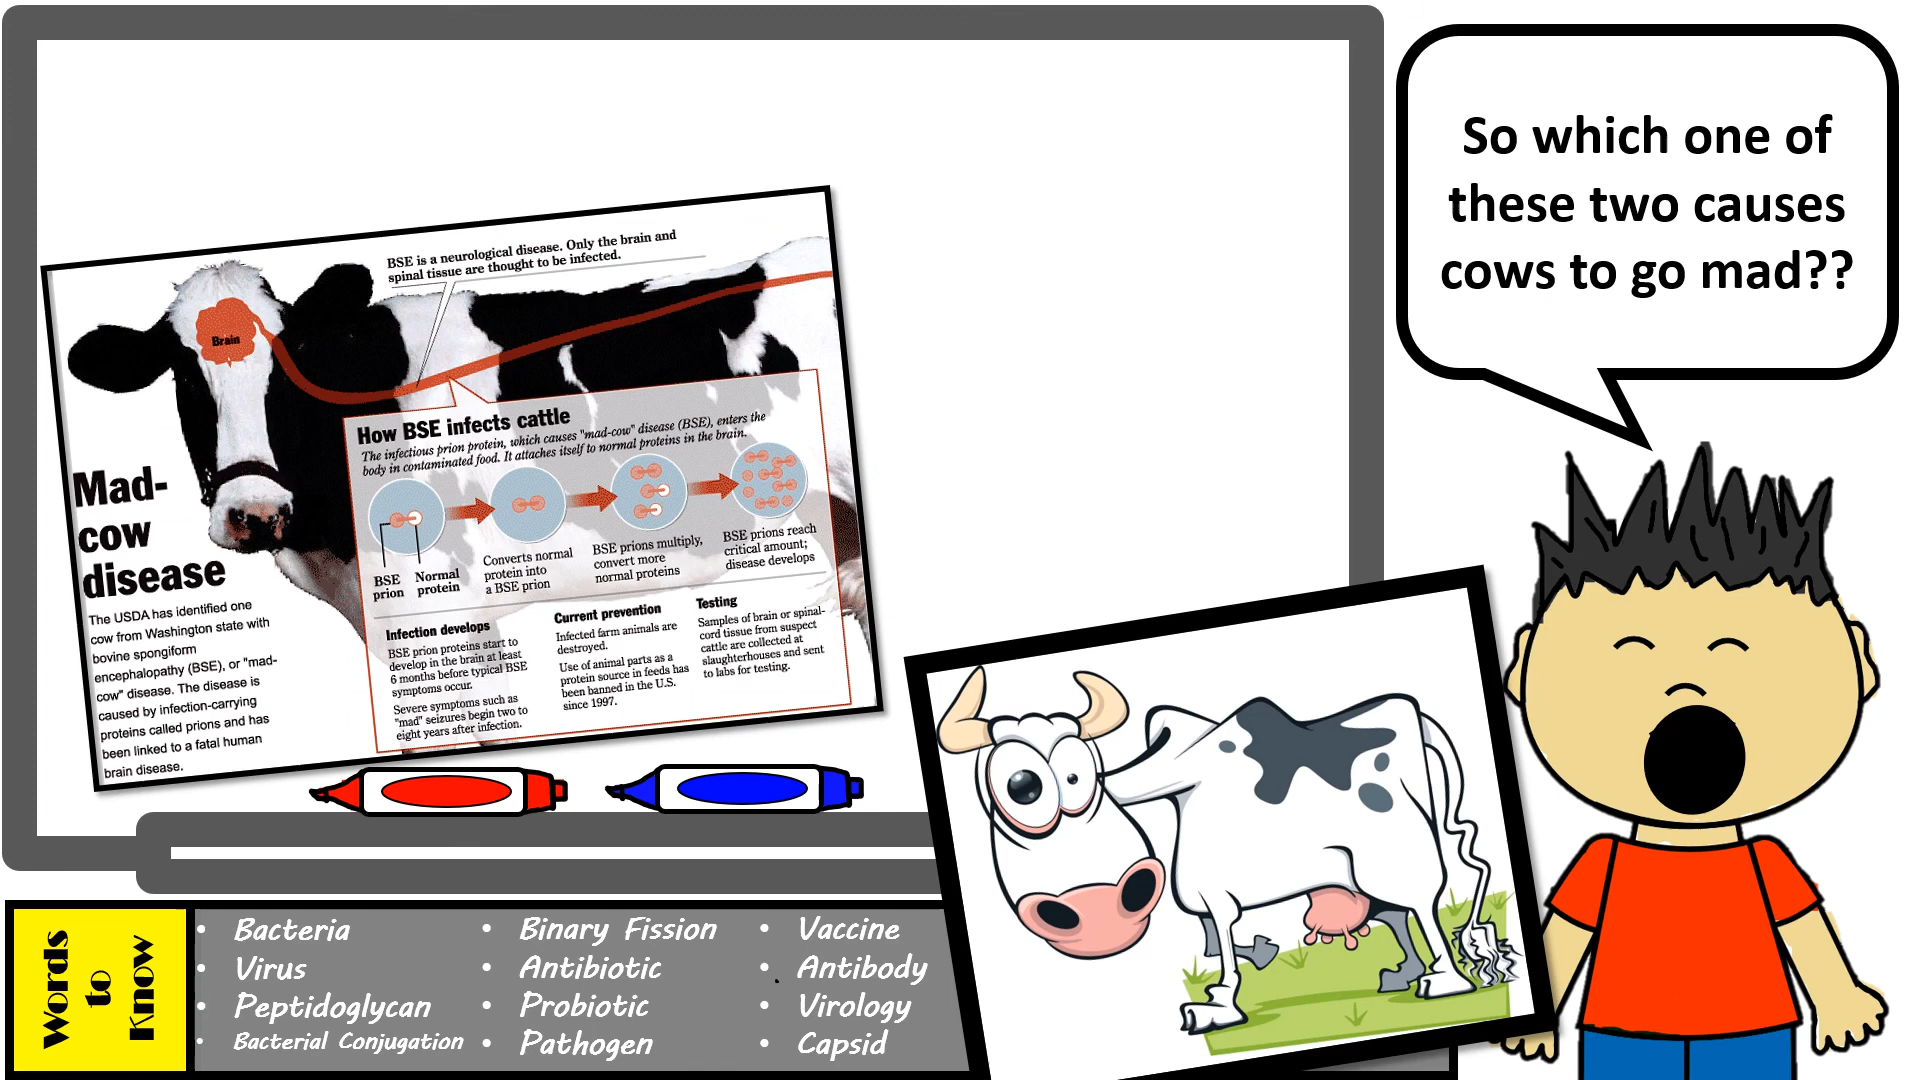 So which one of
these two causes
cows to go mad??
BSE is a neurological disease. Only the brain and
spinal tissue are thought to be infected.
Brain
Mad-
cow
disease
The USDA has identified one
cow from Washington state with
bovine spongiform
encephalopathy (BSE), or "mad-
cow" disease. The disease is
caused by infection-carrying
proteins called prions and has
been linked to a fatal human
brain disease.
How BSE infects cattle
The infectious prion protein, which causes "mad-cow" disease (BSE), enters the
body in contaminated food. It attaches itself to normal proteins in the brain.
BSE
prion
Normal
protein
Converts normal
protein into
a BSE prion
BSE prions multiply,
convert more
normal proteins
BSE prions reach
critical amount;
disease develops
Infection develops
BSE prion proteins start to
develop in the brain at least
6 months before typical BSE
symptoms occur.
Severe symptoms such as
"mad" seizures begin two to
eight years after infection.
Current prevention
Infected farm animals are
destroyed.
Use of animal parts as a
protein source in feeds has
been banned in the U.S.
since 1997.
Testing
Samples of brain or spinal-
cord tissue from suspect
cattle are collected at
slaughterhouses and sent
to labs for testing.
Words
to
Know
• Bacteria
• Virus
• Peptidoglycan
• Bacterial Conjugation
• Binary Fission
• Antibiotic
• Probiotic
• Pathogen
• Vaccine
• Antibody
• Virology
• Capsid